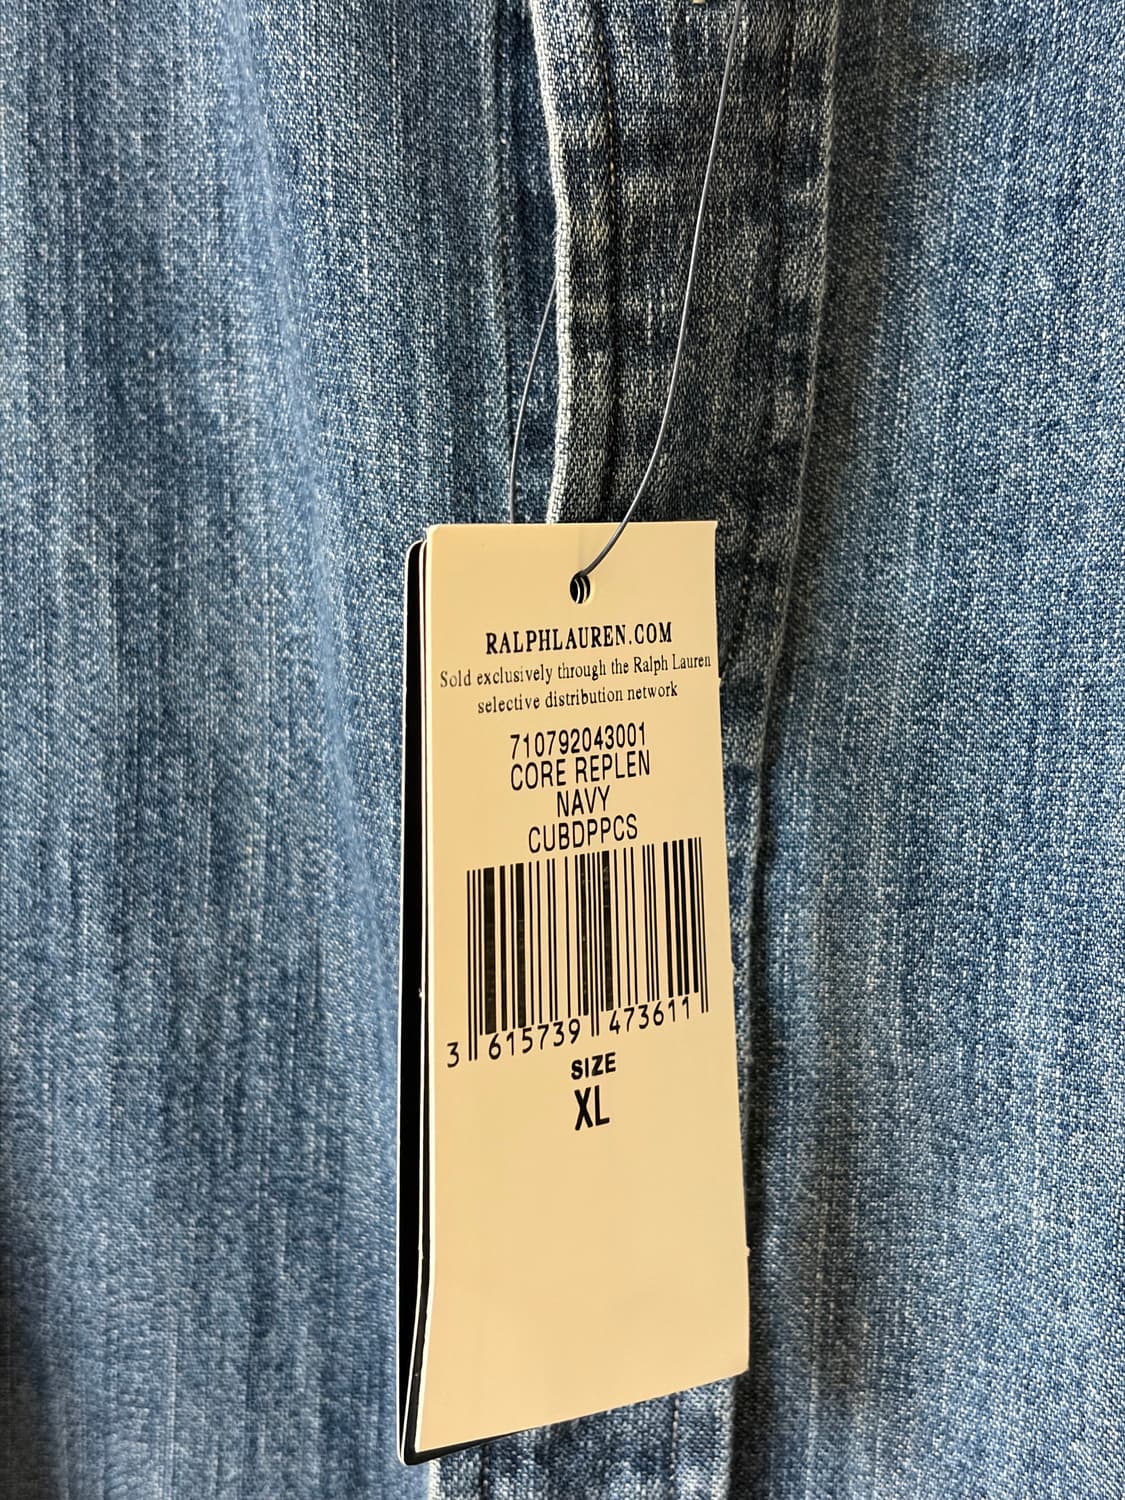 RALPHLAUREN.COM
Sold exclusively through the Ralph Lauren
selective distribution network
710792043001
CORE REPLEN
NAVY
CUBDPPCS
3 615739 473611
SIZE
XL